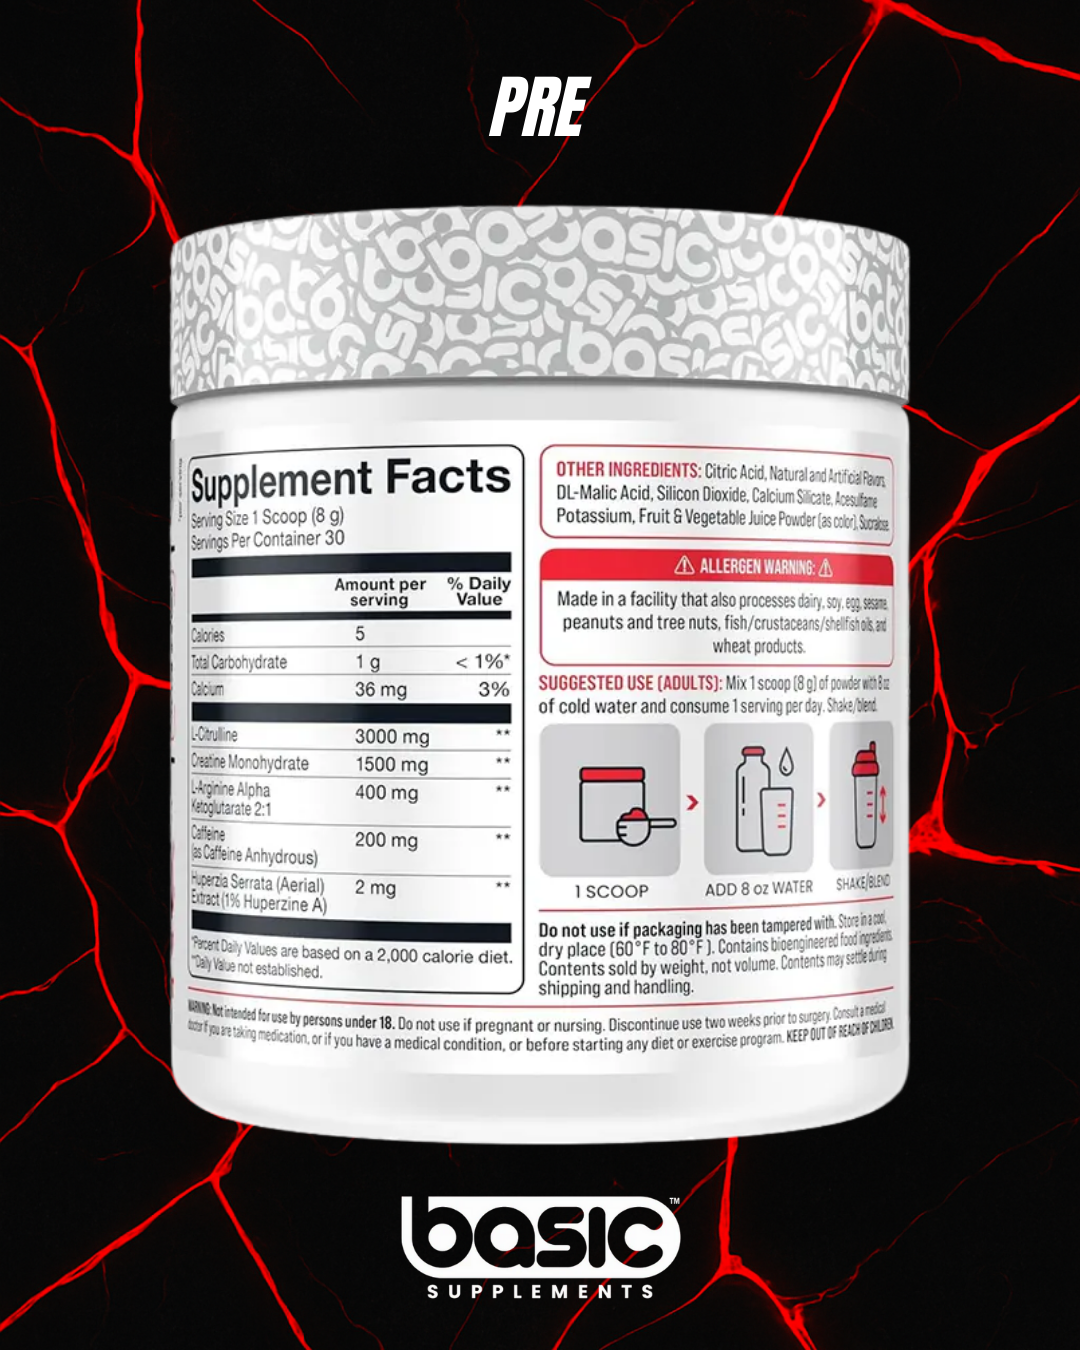 PRE
Supplement Facts
Serving Size 1 Scoop (8 g)
Servings Per Container 30
Amount per serving % Daily Value
Calories 5
Total Carbohydrate 1 g < 1%*
Calcium 36 mg 3%
L-Citrulline 3000 mg **
Creatine Monohydrate 1500 mg **
L-Arginine Alpha Ketoglutarate 2:1 400 mg **
Caffeine (as Caffeine Anhydrous) 200 mg **
Huperzia Serrata (Aerial) Extract (1% Huperzine A) 2 mg **
*Percent Daily Values are based on a 2,000 calorie diet.
**Daily Value not established.
OTHER INGREDIENTS: Citric Acid, Natural and Artificial Flavors,
DL-Malic Acid, Silicon Dioxide, Calcium Silicate, Acesulfame
Potassium, Fruit & Vegetable Juice Powder (as color), Sucralose.
ALLERGEN WARNING:
Made in a facility that also processes dairy, soy, egg, sesame,
peanuts and tree nuts, fish/crustaceans/shellfish oils, and
wheat products.
SUGGESTED USE (ADULTS): Mix 1 scoop (8 g) of powder with 8 oz
of cold water and consume 1 serving per day. Shake/blend.
1 SCOOP
ADD 8 oz WATER
SHAKE/BLEND
Do not use if packaging has been tampered with. Store in a cool,
dry place (60°F to 80°F). Contains bioengineered food ingredients.
Contents sold by weight, not volume. Contents may settle during
shipping and handling.
WARNING: Not intended for use by persons under 18. Do not use if pregnant or nursing. Discontinue use two weeks prior to surgery. Consult a medical
doctor if you are taking medication, or if you have a medical condition, or before starting any diet or exercise program. KEEP OUT OF REACH OF CHILDREN.
basic™
SUPPLEMENTS